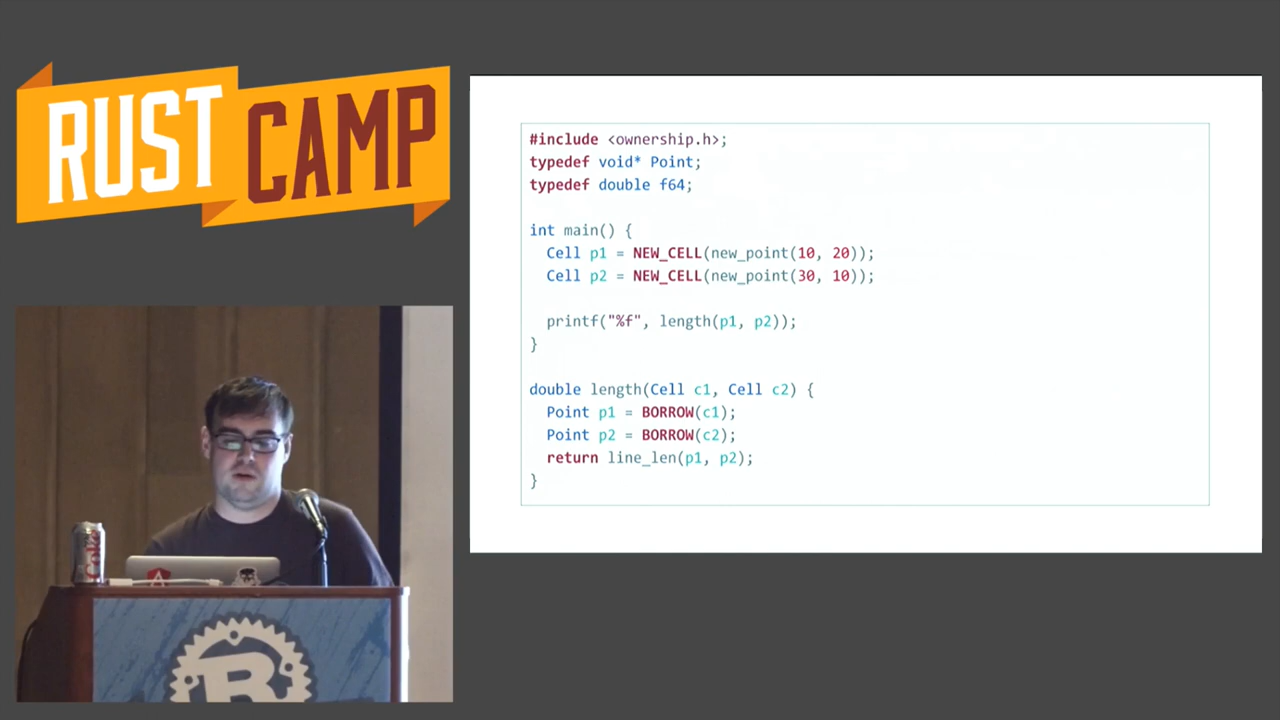 RUST CAMP
#include <ownership.h>;
typedef void* Point;
typedef double f64;
int main() {
  Cell p1 = NEW_CELL(new_point(10, 20));
  Cell p2 = NEW_CELL(new_point(30, 10));
  printf("%f", length(p1, p2));
}
double length(Cell c1, Cell c2) {
  Point p1 = BORROW(c1);
  Point p2 = BORROW(c2);
  return line_len(p1, p2);
}
Coke
R